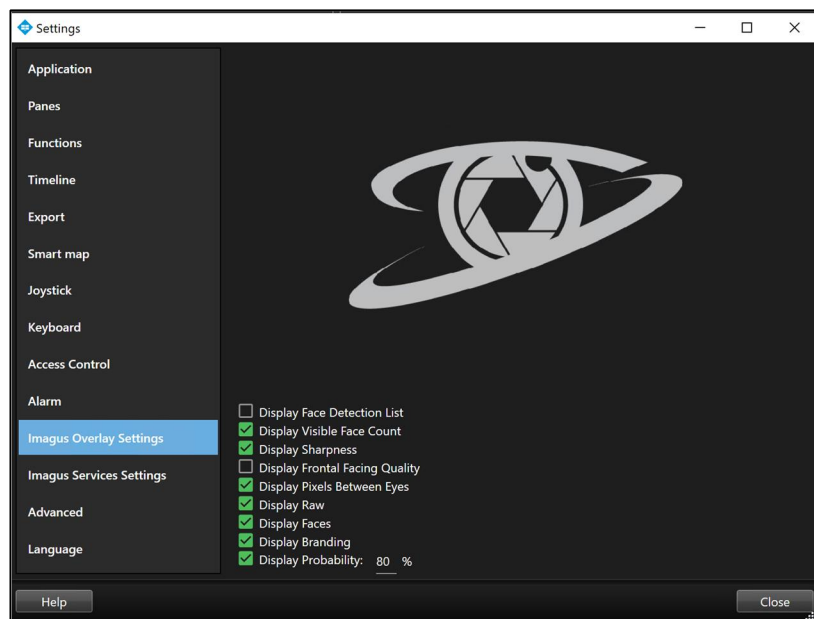 Settings
Application
Panes
Functions
Timeline
Export
Smart map
Joystick
Keyboard
Access Control
Alarm
Imagus Overlay Settings
Imagus Services Settings
Advanced
Language
Display Face Detection List
Display Visible Face Count
Display Sharpness
Display Frontal Facing Quality
Display Pixels Between Eyes
Display Raw
Display Faces
Display Branding
Display Probability: 80 %
Help
Close